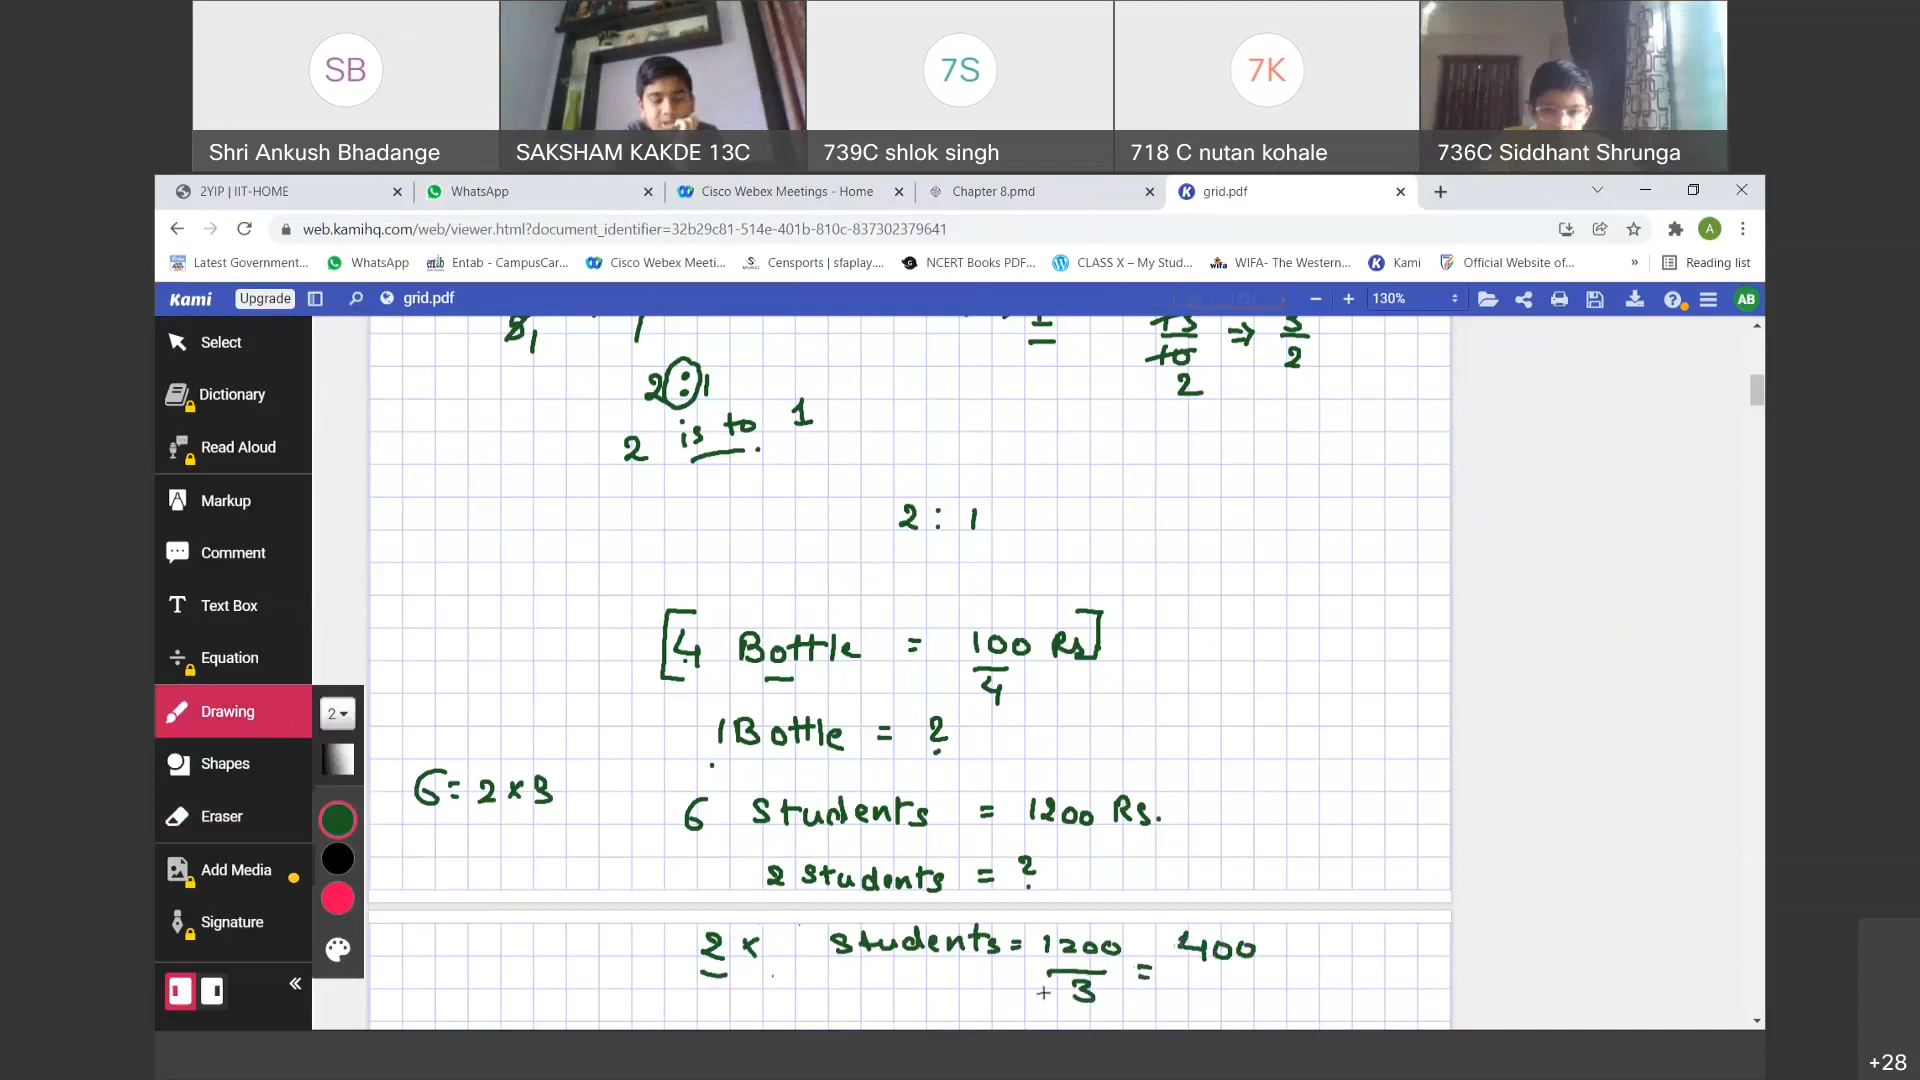 SB
7S
7K
Shri Ankush Bhadange
SAKSHAM KAKDE 13C
739C shlok singh
718 C nutan kohale
736C Siddhant Shrunga
2YIP | IIT-HOME
WhatsApp
Cisco Webex Meetings - Home
Chapter 8.pmd
grid.pdf
web.kamihq.com/web/viewer.html?document_identifier=32b29c81-514e-401b-810c-837302379641
A
Latest Government...
WhatsApp
Entab - CampusCar...
Cisco Webex Meeti...
Censports | sfaplay....
NCERT Books PDF...
CLASS X – My Stud...
WIFA- The Western...
Kami
Official Website of...
»
Reading list
Kami
Upgrade
grid.pdf
130%
AB
Select
Dictionary
Read Aloud
Markup
Comment
Text Box
Equation
Drawing
2
Shapes
Eraser
Add Media
Signature
2 : 1
2 is to 1
2 : 1
[4 Bottle = 100/4 Rs]
1 Bottle = ?
6 = 2 × 3
6 Students = 1200 Rs.
2 Students = ?
2 × Students = 1200/3 = 400
+28